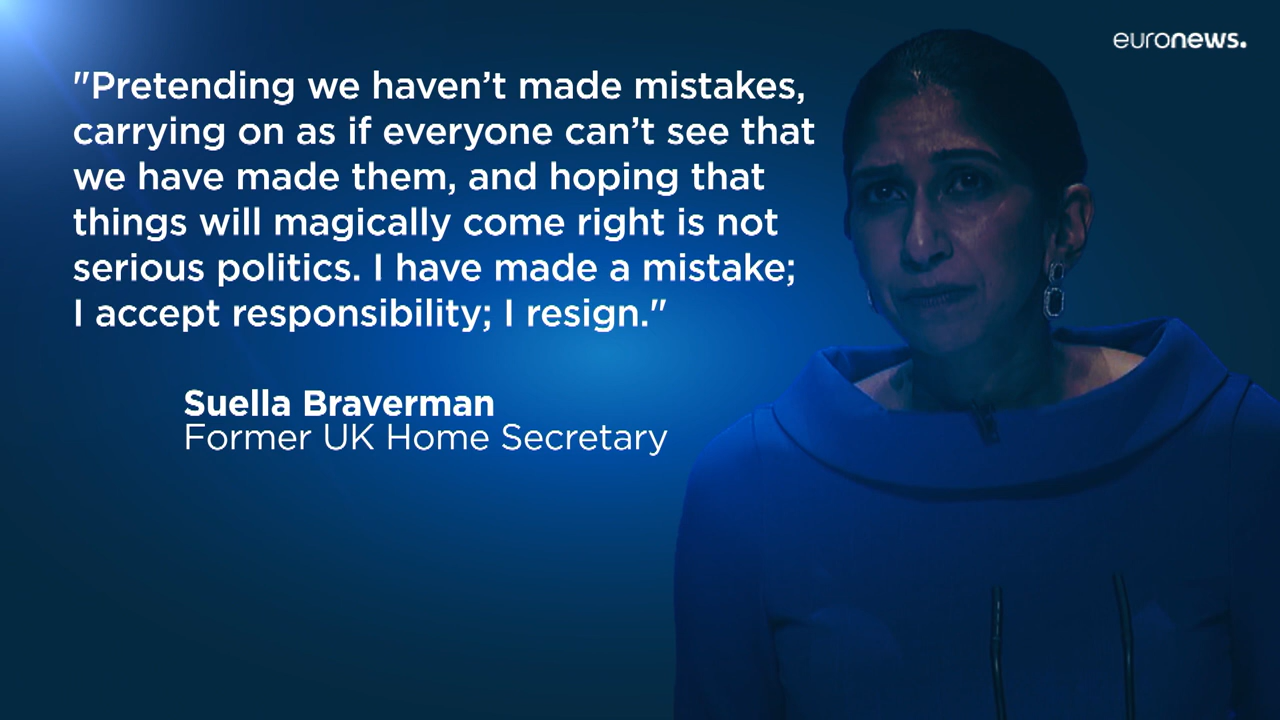 euronews.
"Pretending we haven’t made mistakes,
carrying on as if everyone can’t see that
we have made them, and hoping that
things will magically come right is not
serious politics. I have made a mistake;
I accept responsibility; I resign."
Suella Braverman
Former UK Home Secretary